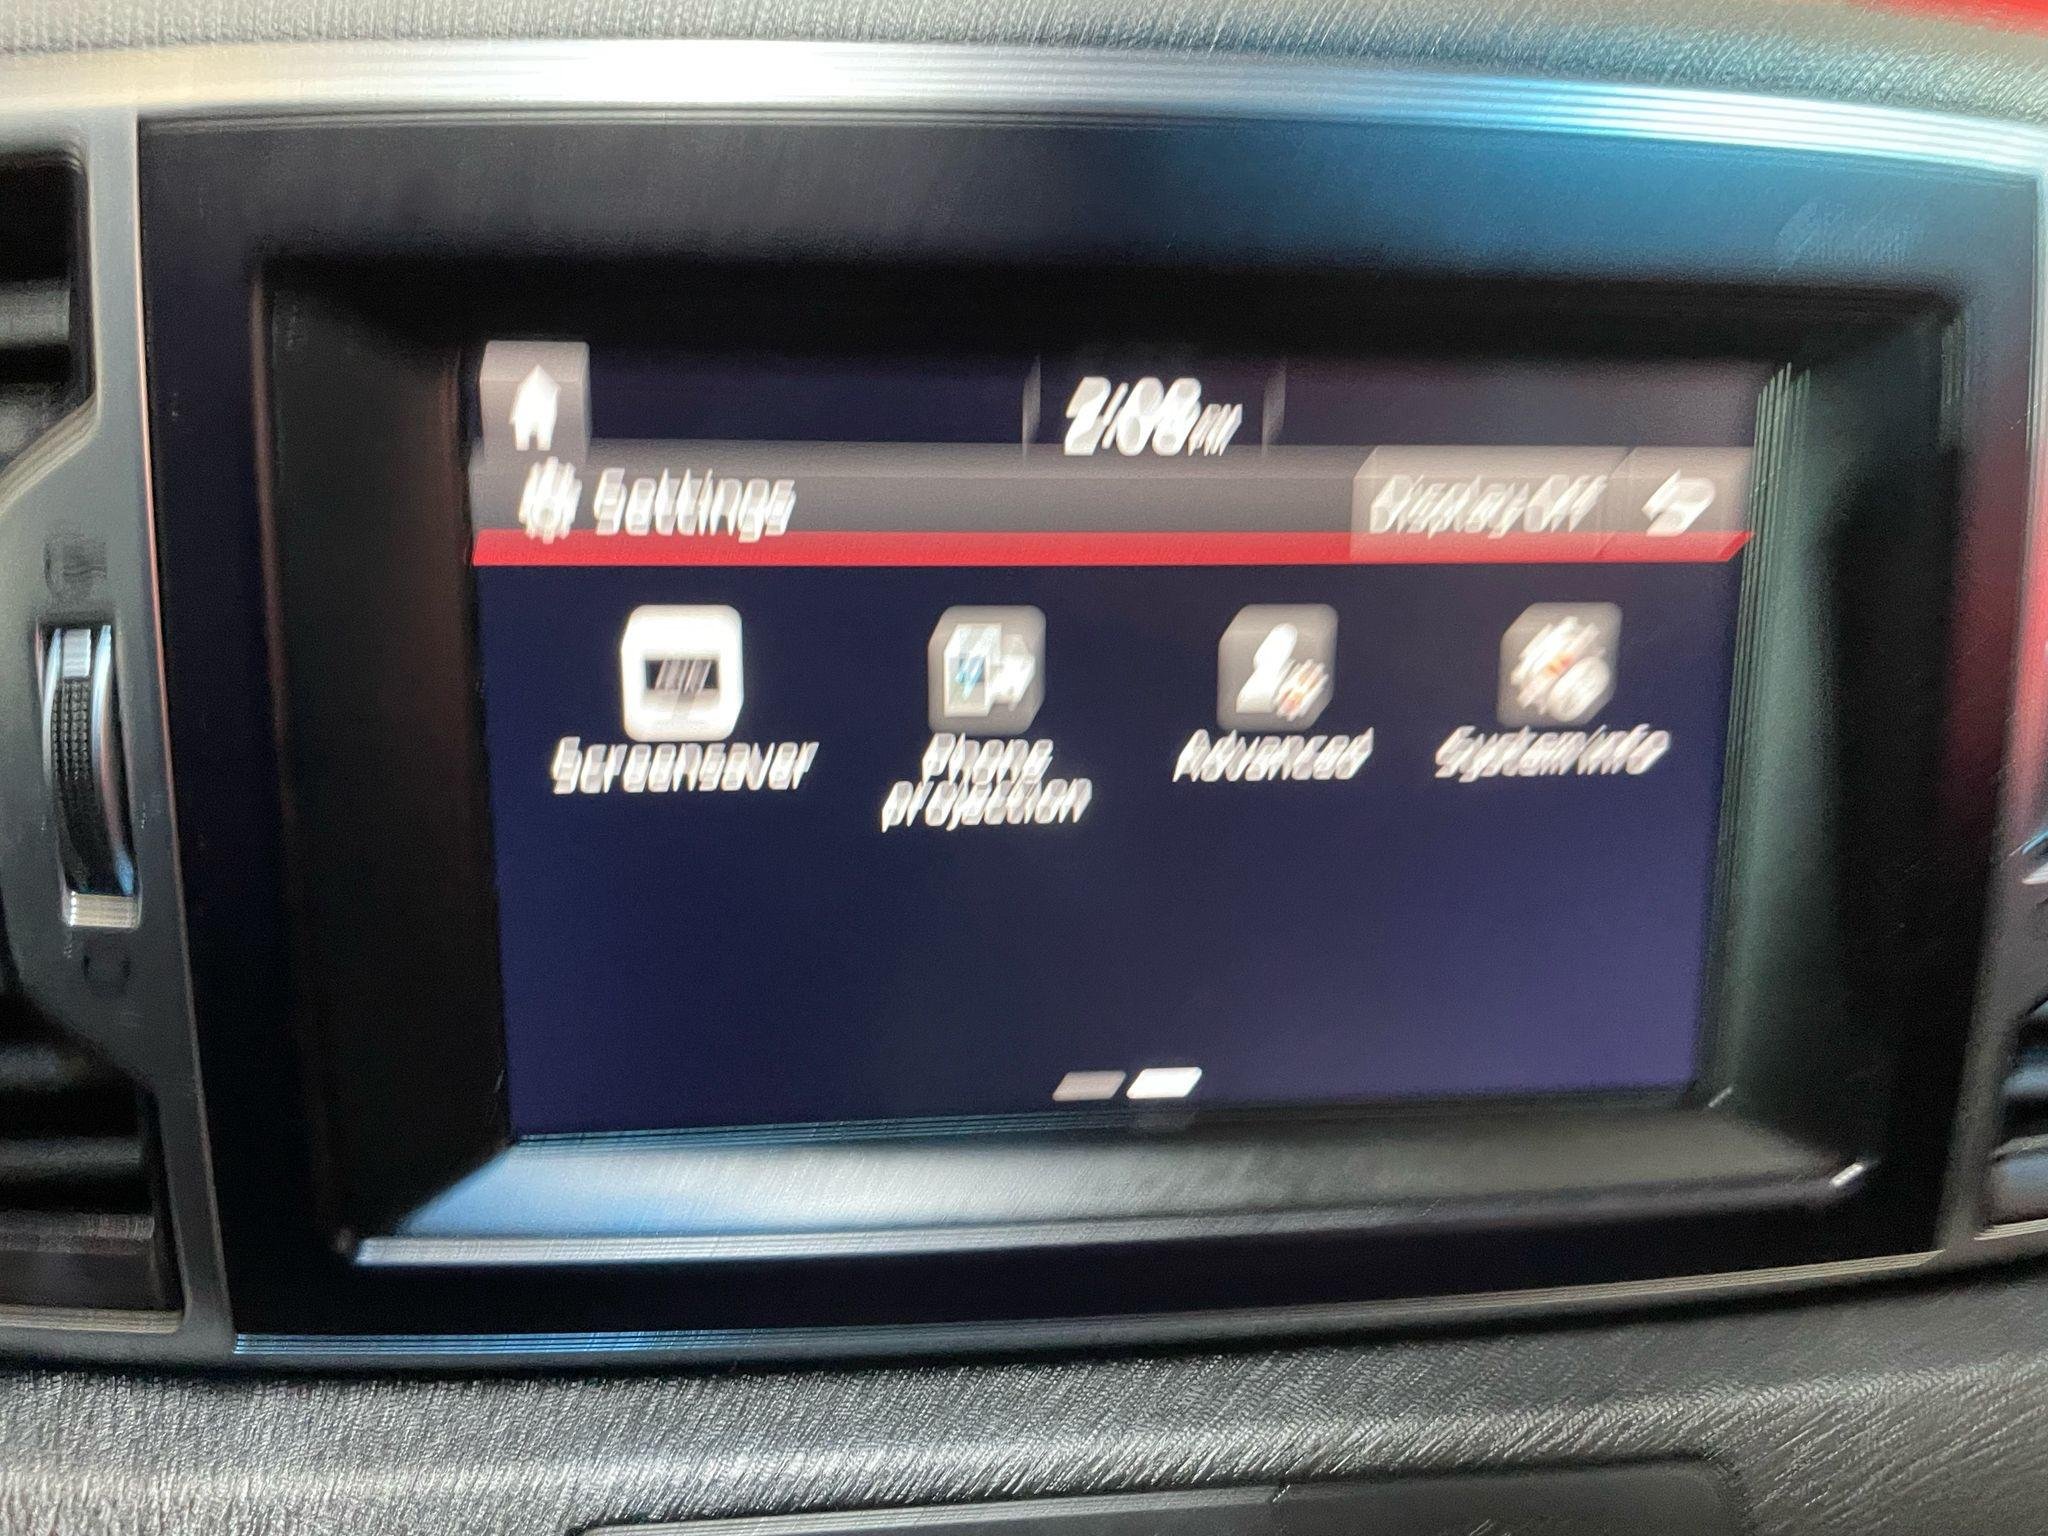 Settings
Display Off
Screensaver
Phone
projection
Advanced
System info